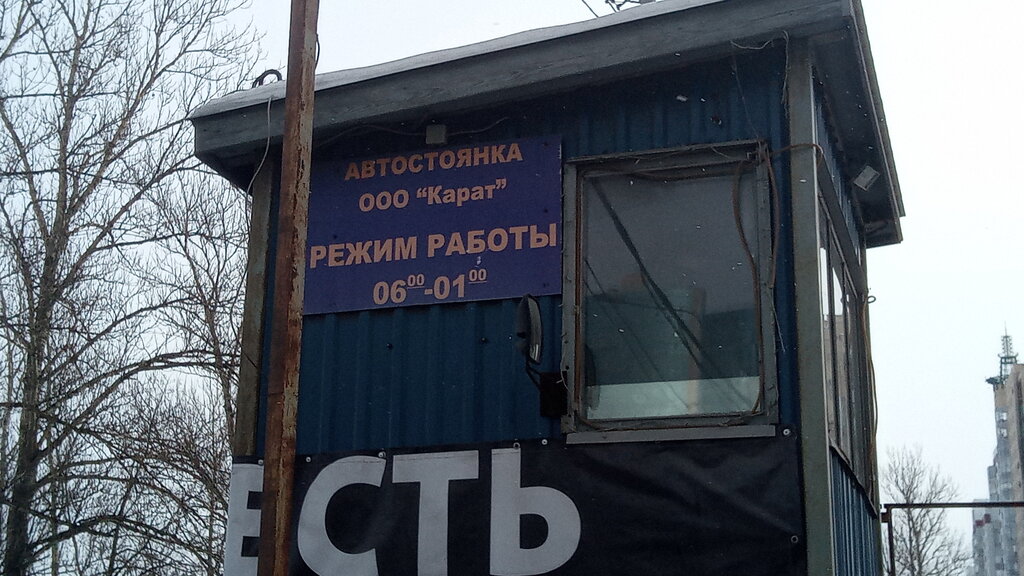 АВТОСТОЯНКА
ООО “Карат”
РЕЖИМ РАБОТЫ
06⁰⁰-01⁰⁰
ЕСТЬ